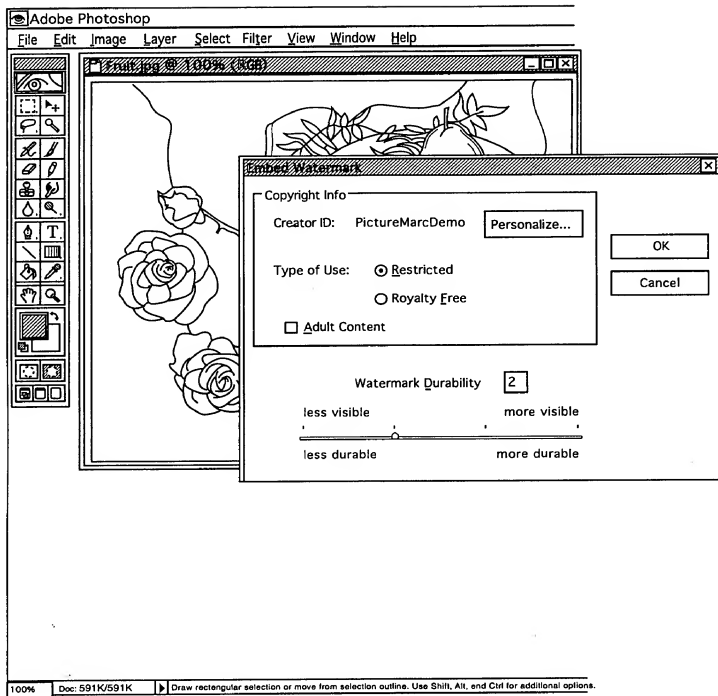 Adobe Photoshop
File Edit Image Layer Select Filter View Window Help
Fruit.jpg @ 100% (RGB)
Embed Watermark
Copyright Info
Creator ID: PictureMarcDemo Personalize...
OK
Type of Use: Restricted
Cancel
Royalty Free
Adult Content
Watermark Durability 2
less visible more visible
less durable more durable
T
100% Doc: 591K/591K Draw rectangular selection or move from selection outline. Use Shift, Alt, end Ctrl for additional options.